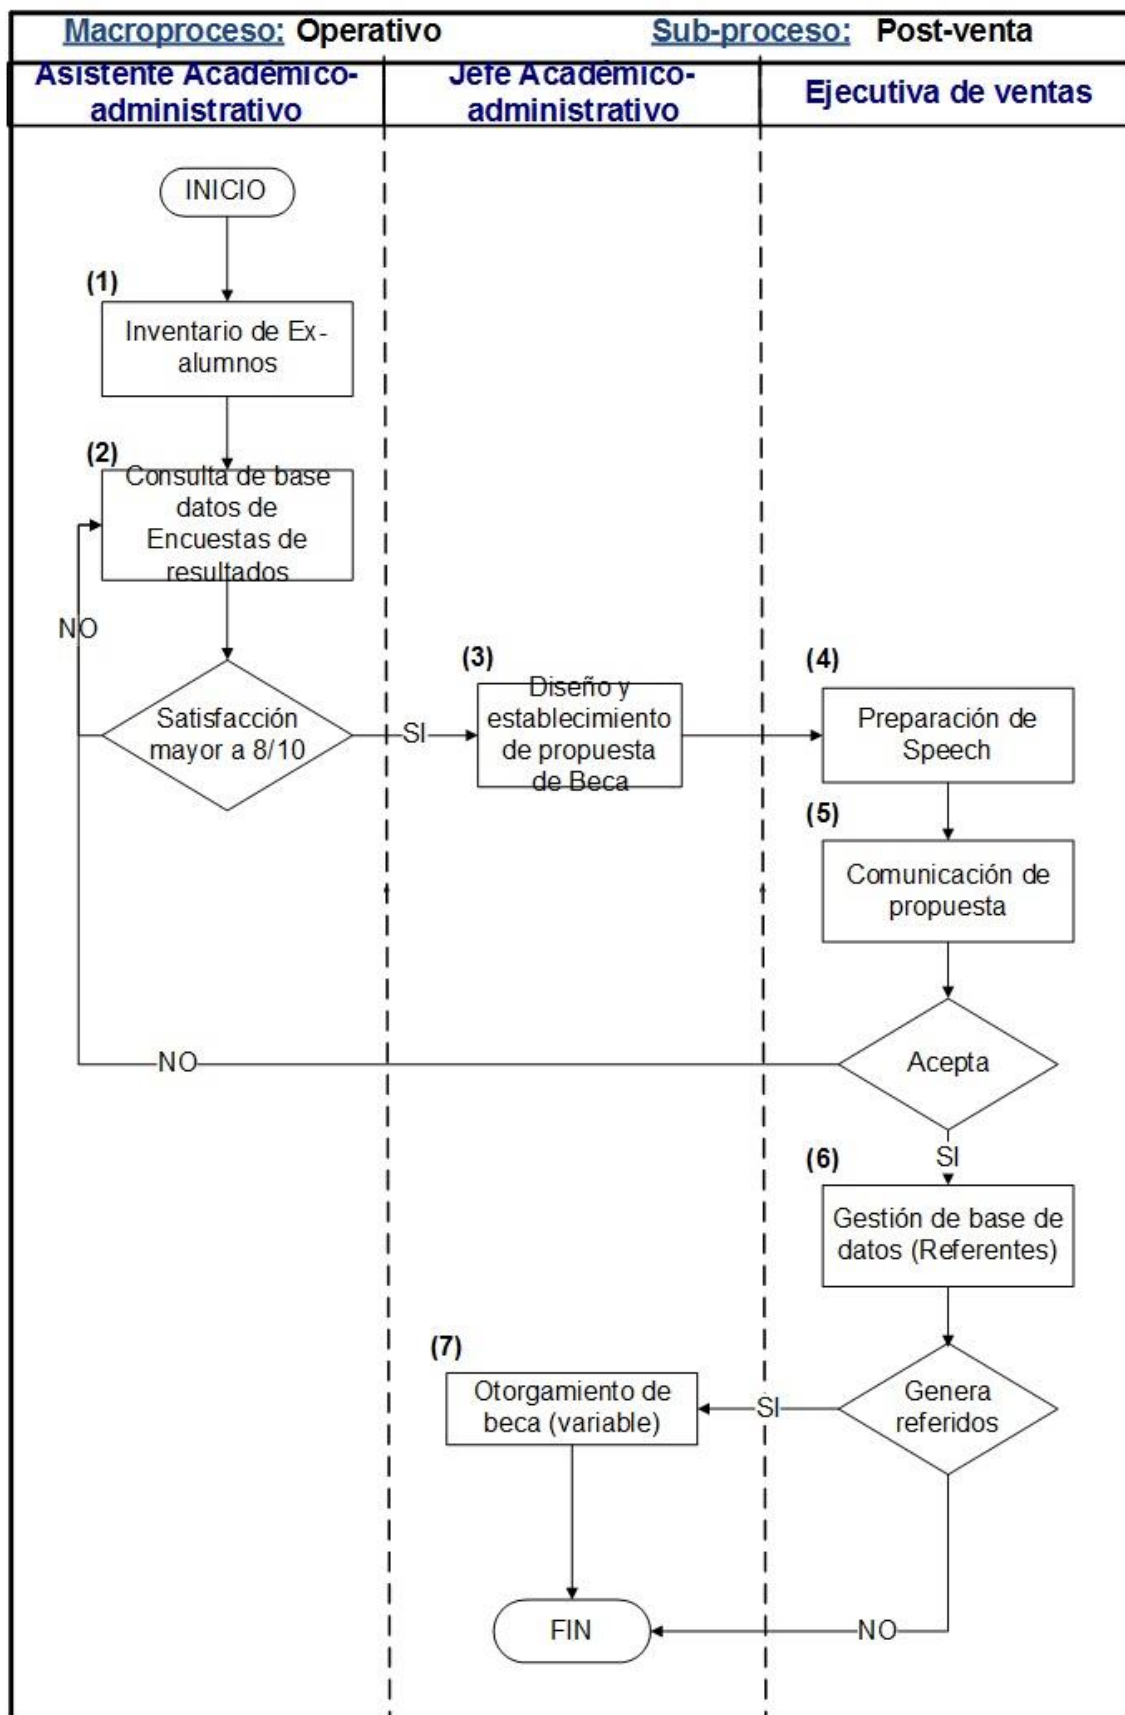 Macroproceso: Operativo Sub-proceso: Post-venta
Asistente Académico-
administrativo
Jefe Académico-
administrativo
Ejecutiva de ventas
INICIO
(1)
Inventario de Ex-
alumnos
(2)
Consulta de base
datos de
Encuestas de
resultados
NO
Satisfacción
mayor a 8/10
SI
(3)
Diseño y
establecimiento
de propuesta
de Beca
(4)
Preparación de
Speech
(5)
Comunicación de
propuesta
Acepta
NO
SI
(6)
Gestión de base de
datos (Referentes)
Genera
referidos
SI
(7)
Otorgamiento de
beca (variable)
NO
FIN